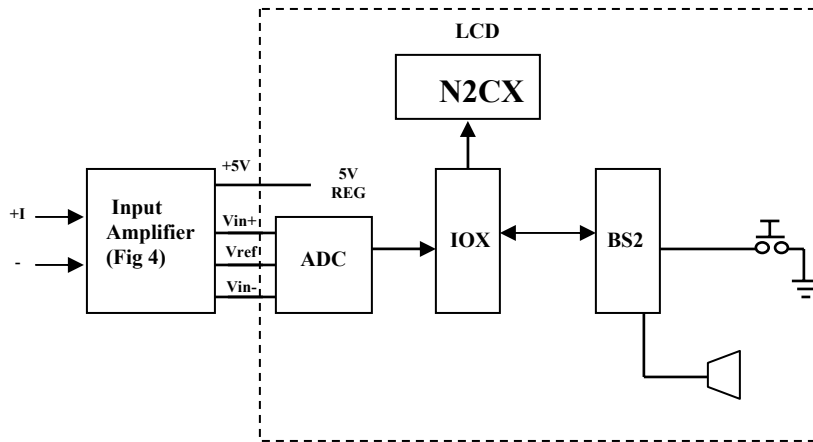 LCD
N2CX
+5V
5V
REG
+I
-
Input
Amplifier
(Fig 4)
Vin+
Vref
Vin-
ADC
IOX
BS2